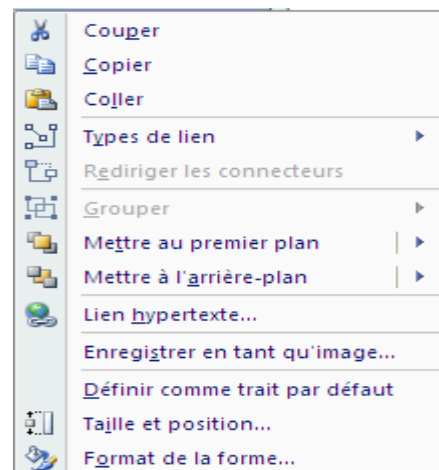 Couper
Copier
Coller
Types de lien
Rediriger les connecteurs
Grouper
Mettre au premier plan
Mettre à l'arrière-plan
Lien hypertexte...
Enregistrer en tant qu'image...
Définir comme trait par défaut
Taille et position...
Format de la forme...